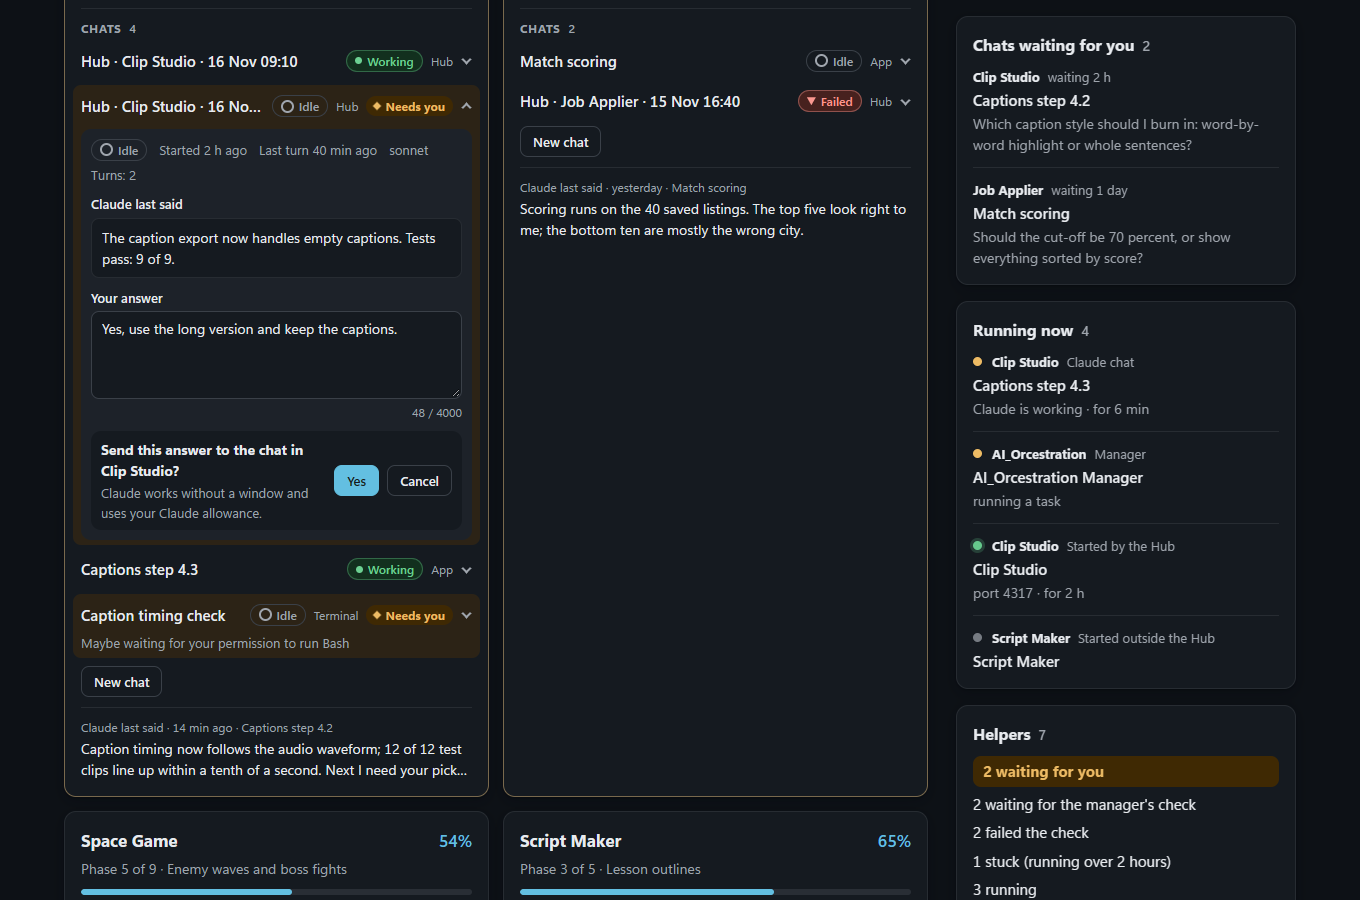 CHATS 4
Hub · Clip Studio · 16 Nov 09:10 Working Hub
Hub · Clip Studio · 16 No... Idle Hub Needs you
Idle Started 2 h ago Last turn 40 min ago sonnet
Turns: 2
Claude last said
The caption export now handles empty captions. Tests
pass: 9 of 9.
Your answer
Yes, use the long version and keep the captions.
48 / 4000
Send this answer to the chat in
Clip Studio?
Claude works without a window and
uses your Claude allowance.
Yes Cancel
Captions step 4.3 Working App
Caption timing check Idle Terminal Needs you
Maybe waiting for your permission to run Bash
New chat
Claude last said · 14 min ago · Captions step 4.2
Caption timing now follows the audio waveform; 12 of 12 test
clips line up within a tenth of a second. Next I need your pick...
CHATS 2
Match scoring Idle App
Hub · Job Applier · 15 Nov 16:40 Failed Hub
New chat
Claude last said · yesterday · Match scoring
Scoring runs on the 40 saved listings. The top five look right to
me; the bottom ten are mostly the wrong city.
Space Game 54%
Phase 5 of 9 · Enemy waves and boss fights
Script Maker 65%
Phase 3 of 5 · Lesson outlines
Chats waiting for you 2
Clip Studio waiting 2 h
Captions step 4.2
Which caption style should I burn in: word-by-
word highlight or whole sentences?
Job Applier waiting 1 day
Match scoring
Should the cut-off be 70 percent, or show
everything sorted by score?
Running now 4
Clip Studio Claude chat
Captions step 4.3
Claude is working · for 6 min
AI_Orcestration Manager
AI_Orcestration Manager
running a task
Clip Studio Started by the Hub
Clip Studio
port 4317 · for 2 h
Script Maker Started outside the Hub
Script Maker
Helpers 7
2 waiting for you
2 waiting for the manager's check
2 failed the check
1 stuck (running over 2 hours)
3 running